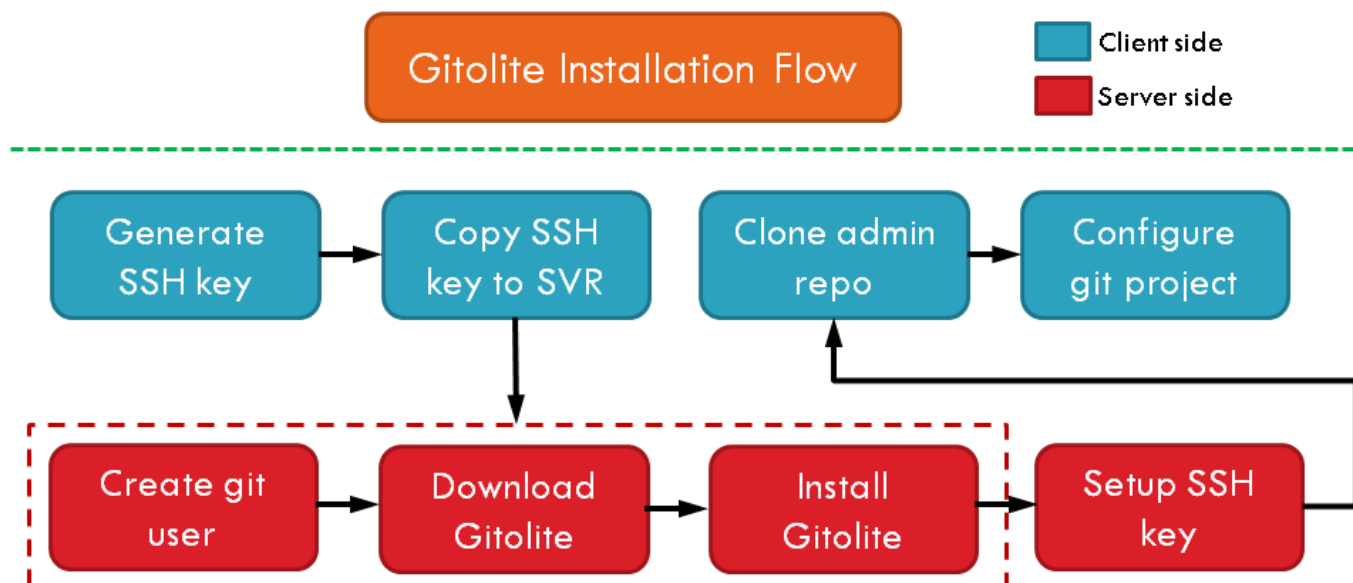 Gitolite Installation Flow
Client side
Server side
Generate
SSH key
Copy SSH
key to SVR
Clone admin
repo
Configure
git project
Create git
user
Download
Gitolite
Install
Gitolite
Setup SSH
key